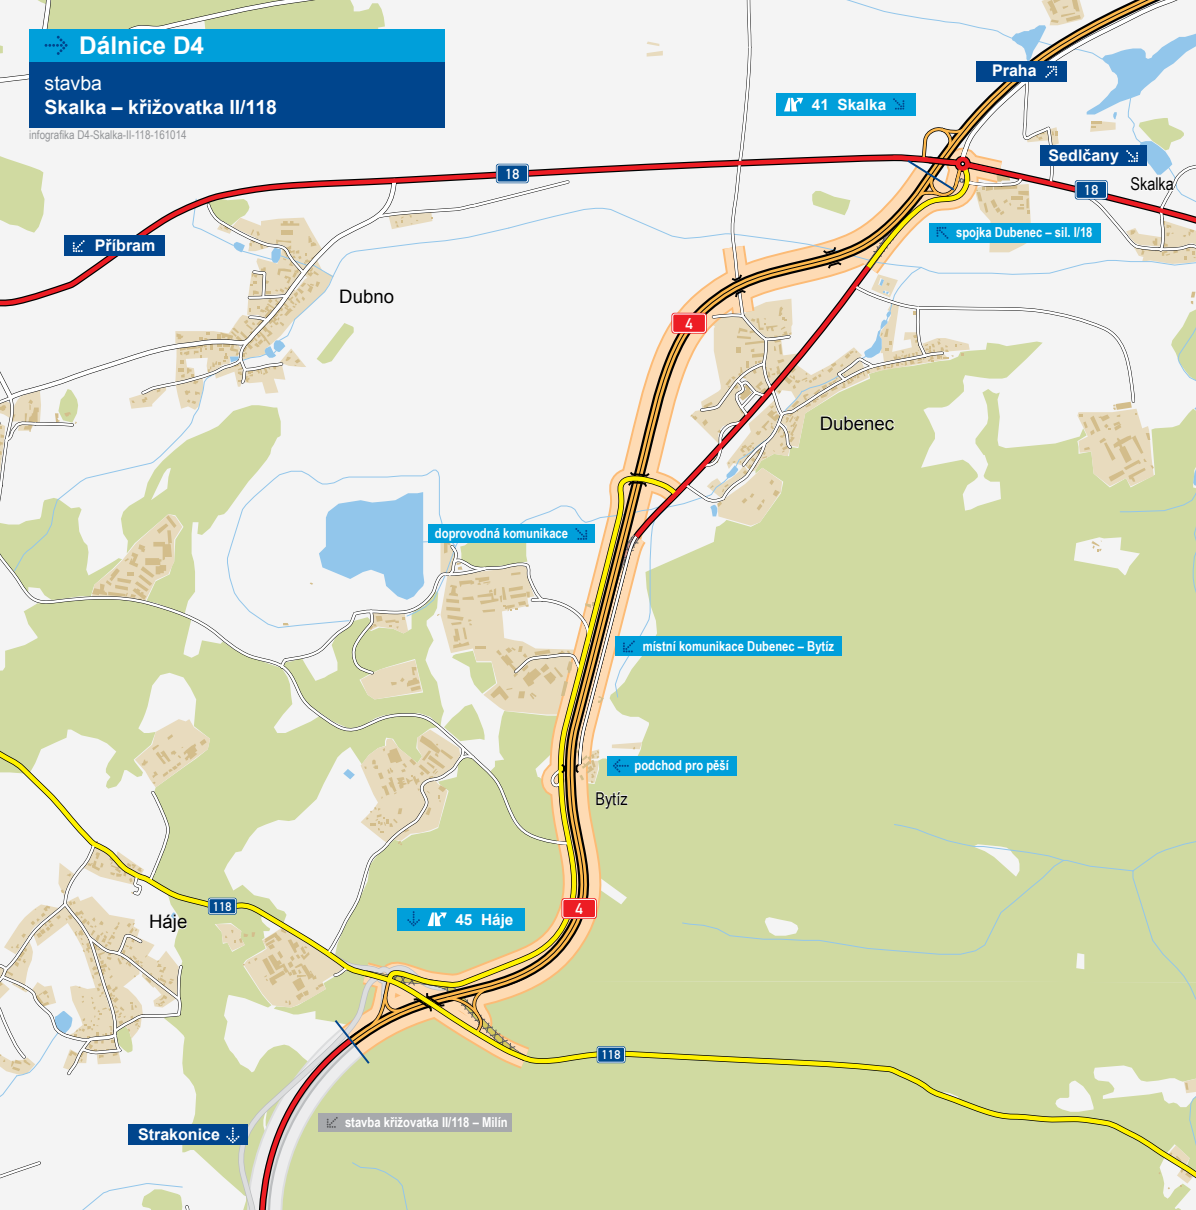 Dálnice D4
stavba
Skalka – křižovatka II/118
infografika D4-Skalka-II-118-161014
Praha
41 Skalka
Sedlčany
Skalka
18
18
spojka Dubenec – sil. I/18
Příbram
Dubno
4
Dubenec
doprovodná komunikace
místní komunikace Dubenec – Bytíz
podchod pro pěší
Bytíz
118
4
45 Háje
Háje
118
stavba křižovatka II/118 – Milín
Strakonice